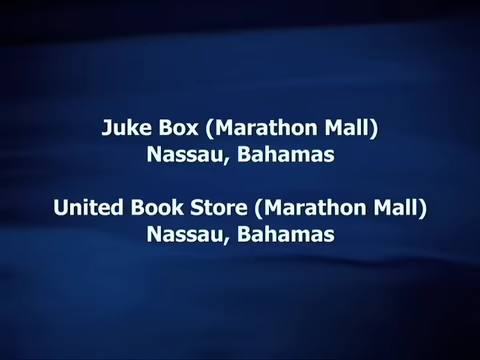 Juke Box (Marathon Mall)
Nassau, Bahamas
United Book Store (Marathon Mall)
Nassau, Bahamas